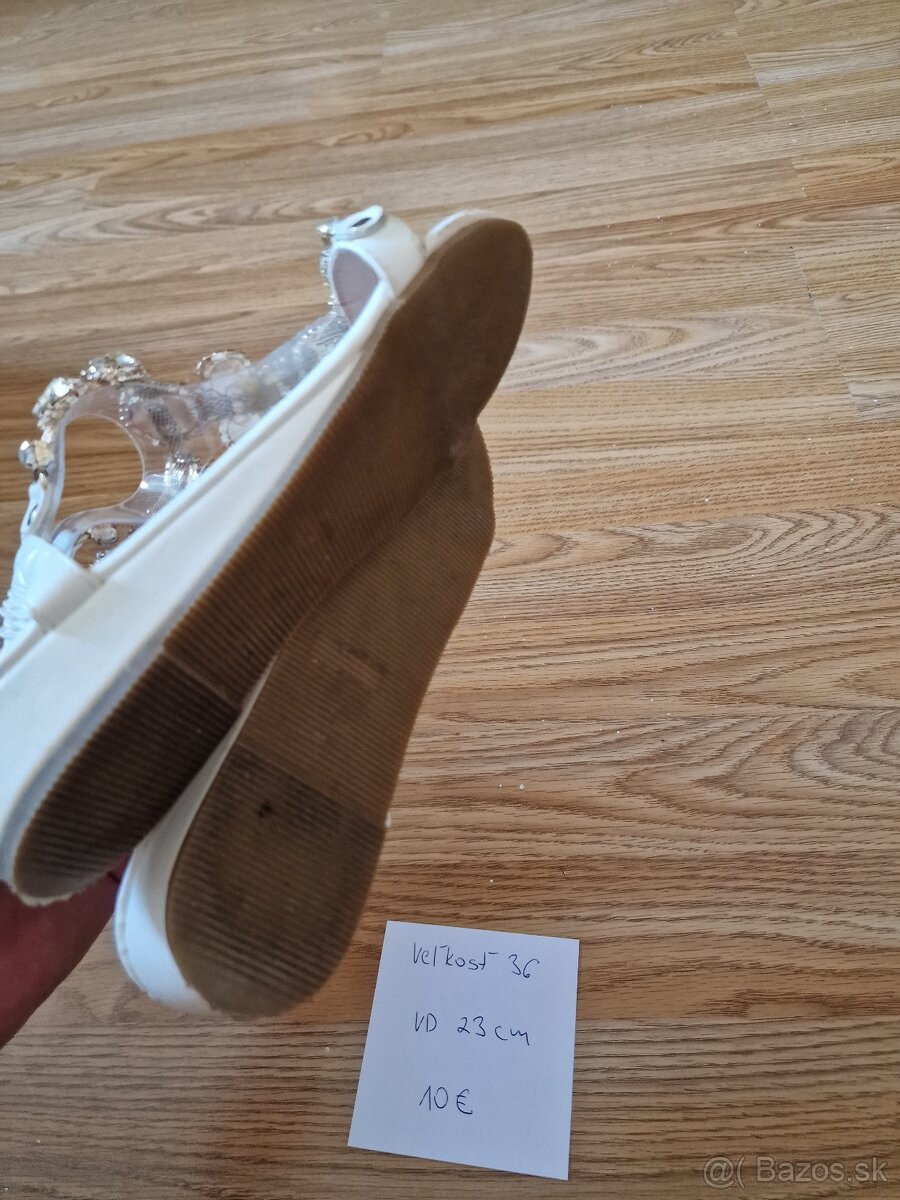 Veľkosť 36
VD 23 cm
10 €
@( Bazos.sk